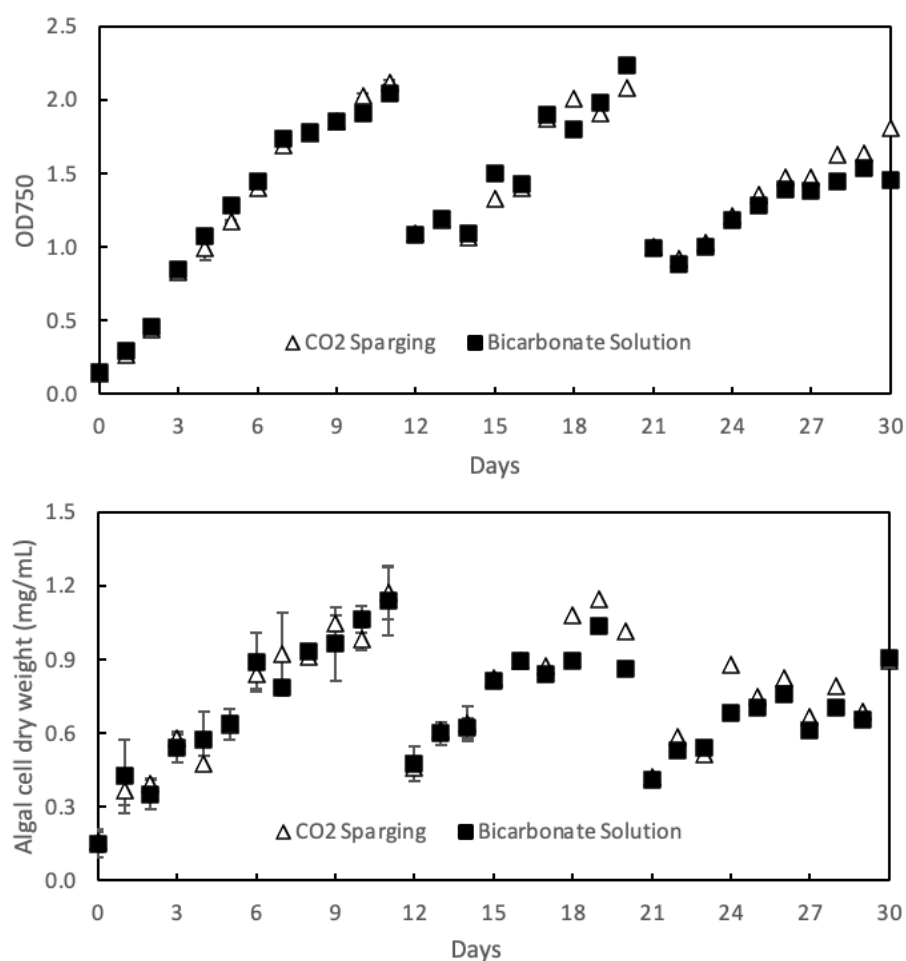 2.5
2.0
1.5
1.0
0.5
0.0
OD750
CO2 Sparging Bicarbonate Solution
0 3 6 9 12 15 18 21 24 27 30
Days
1.5
1.2
0.9
0.6
0.3
0.0
Algal cell dry weight (mg/mL)
CO2 Sparging Bicarbonate Solution
0 3 6 9 12 15 18 21 24 27 30
Days